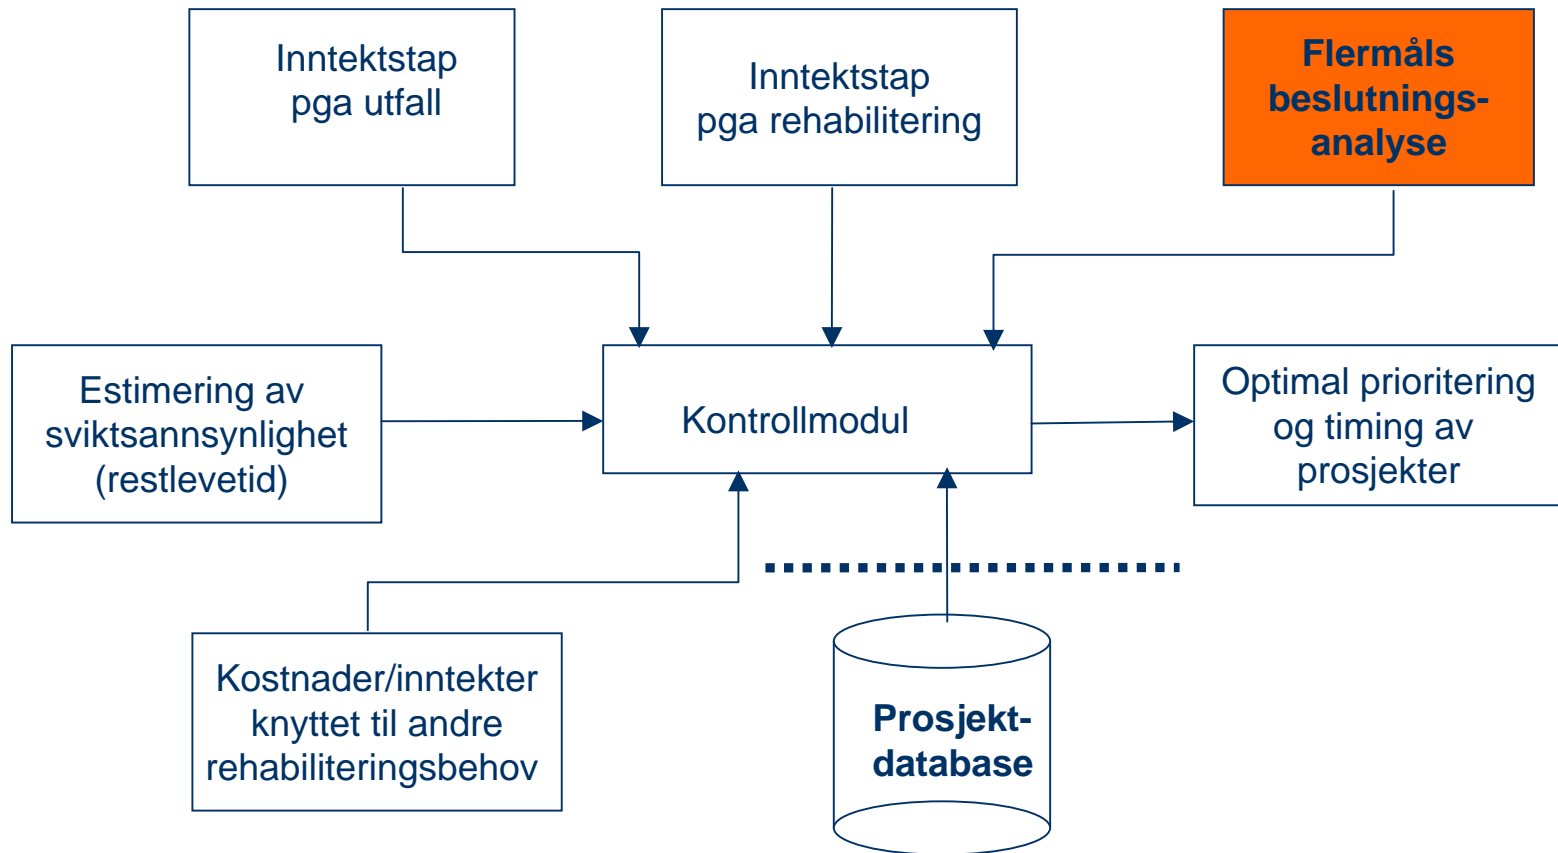 Inntektstap
pga utfall
Inntektstap
pga rehabilitering
Flermåls
beslutnings-
analyse
Estimering av
sviktsannsynlighet
(restlevetid)
Kontrollmodul
Optimal prioritering
og timing av
prosjekter
Kostnader/inntekter
knyttet til andre
rehabiliteringsbehov
Prosjekt-
database